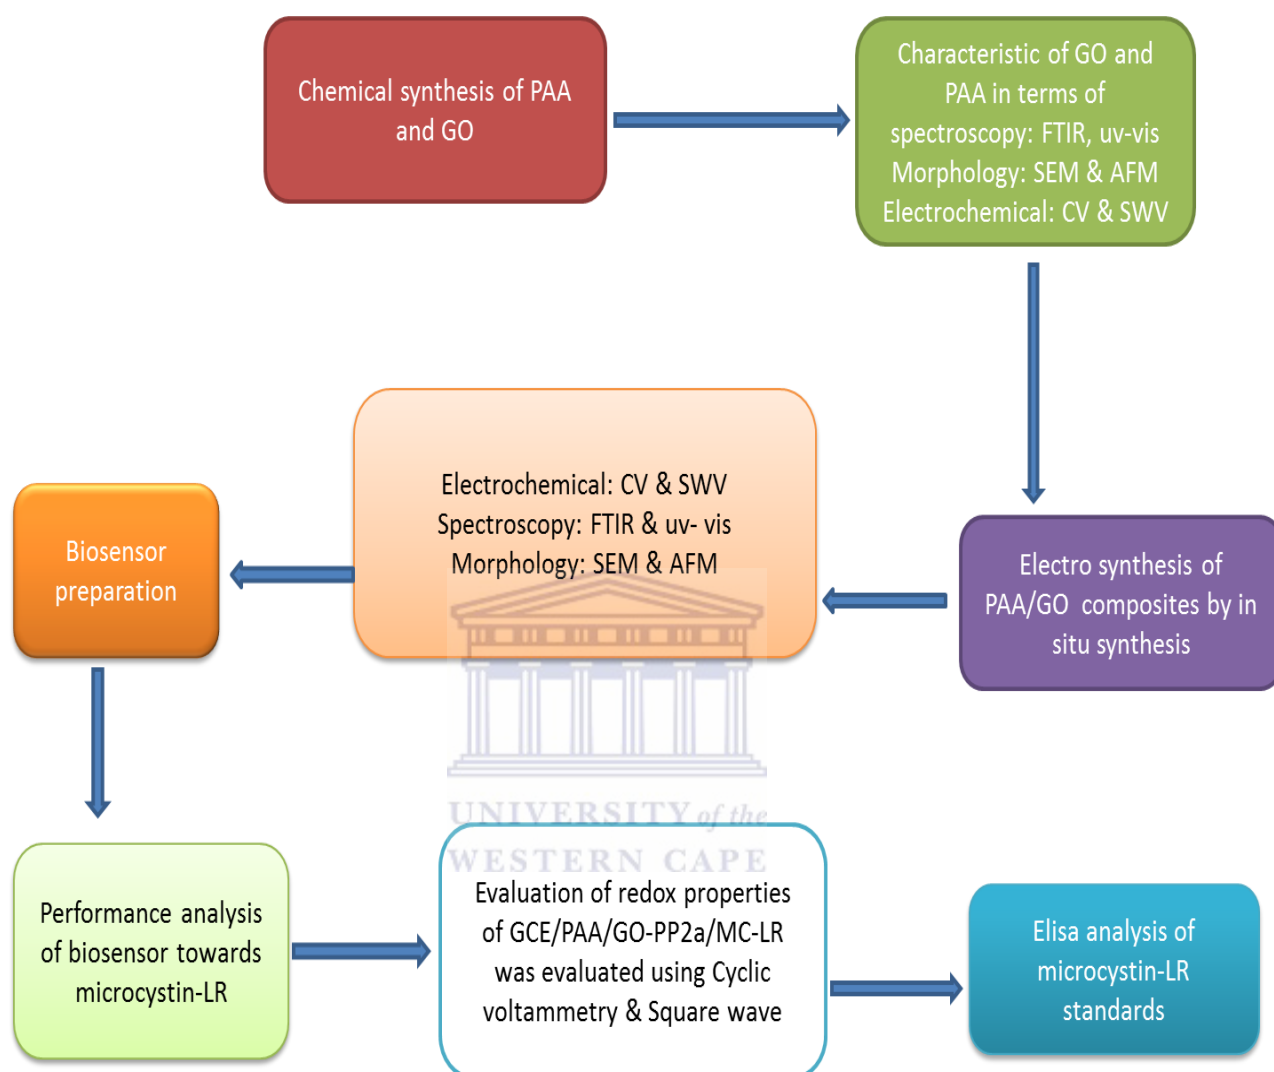 Chemical synthesis of PAA
and GO
Characteristic of GO and
PAA in terms of
spectroscopy: FTIR, uv-vis
Morphology: SEM & AFM
Electrochemical: CV & SWV
Electro synthesis of
PAA/GO composites by in
situ synthesis
Electrochemical: CV & SWV
Spectroscopy: FTIR & uv- vis
Morphology: SEM & AFM
Biosensor
preparation
Performance analysis
of biosensor towards
microcystin-LR
UNIVERSITY of the
WESTERN CAPE
Evaluation of redox properties
of GCE/PAA/GO-PP2a/MC-LR
was evaluated using Cyclic
voltammetry & Square wave
Elisa analysis of
microcystin-LR
standards